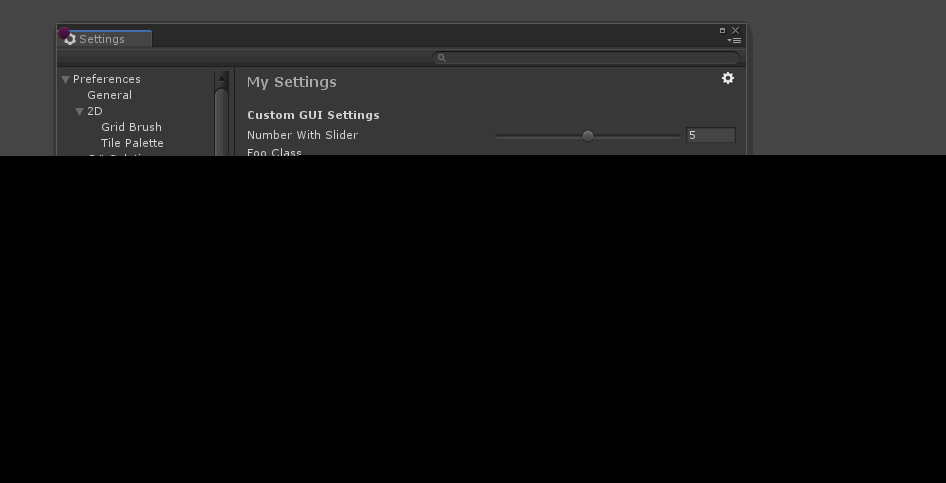 Settings
Preferences
General
2D
Grid Brush
Tile Palette
My Settings
Custom GUI Settings
Number With Slider
5
Foo Class